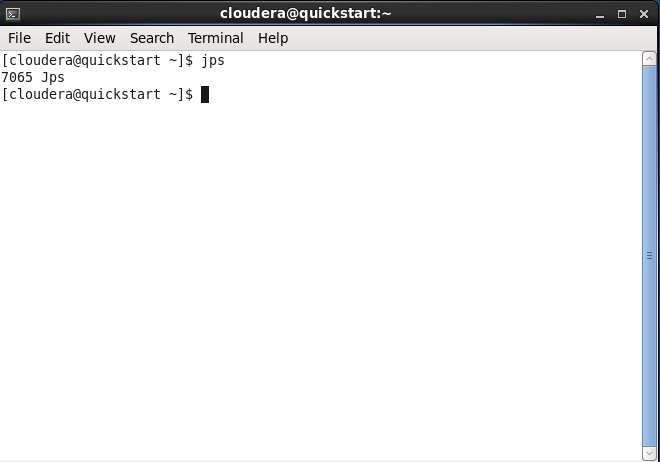 cloudera@quickstart:~
File Edit View Search Terminal Help
[cloudera@quickstart ~]$ jps
7065 Jps
[cloudera@quickstart ~]$